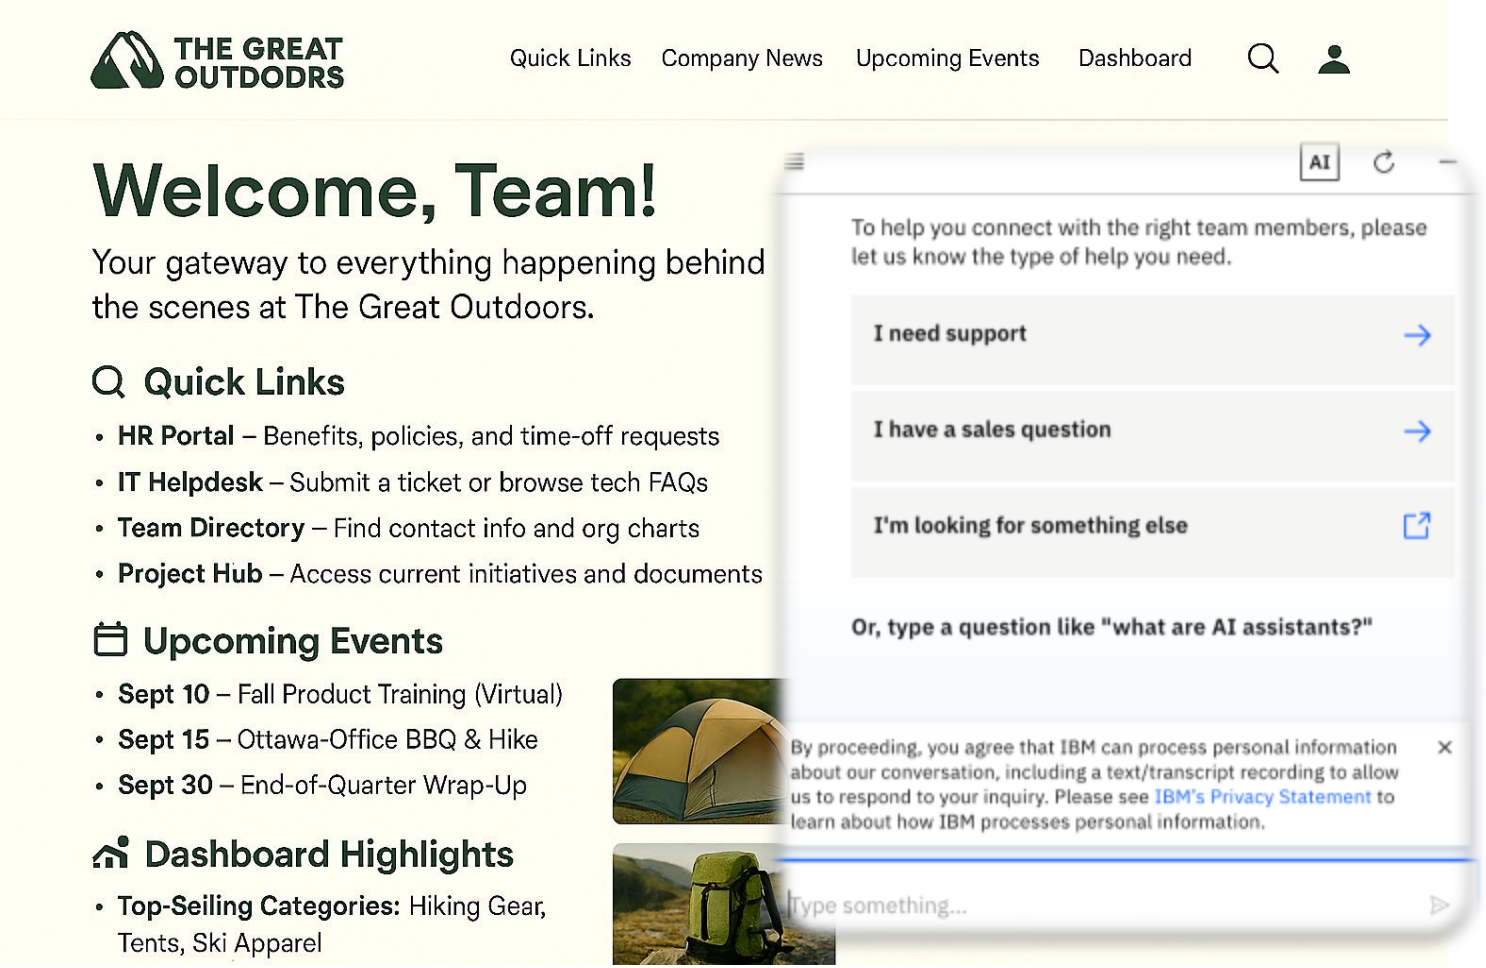 THE GREAT
OUTDODRS
Quick Links
Company News
Upcoming Events
Dashboard
Welcome, Team!
Your gateway to everything happening behind
the scenes at The Great Outdoors.
Quick Links
• HR Portal – Benefits, policies, and time-off requests
• IT Helpdesk – Submit a ticket or browse tech FAQs
• Team Directory – Find contact info and org charts
• Project Hub – Access current initiatives and documents
Upcoming Events
• Sept 10 – Fall Product Training (Virtual)
• Sept 15 – Ottawa-Office BBQ & Hike
• Sept 30 – End-of-Quarter Wrap-Up
Dashboard Highlights
• Top-Seiling Categories: Hiking Gear,
Tents, Ski Apparel
AI
To help you connect with the right team members, please
let us know the type of help you need.
I need support
I have a sales question
I'm looking for something else
Or, type a question like "what are AI assistants?"
By proceeding, you agree that IBM can process personal information
about our conversation, including a text/transcript recording to allow
us to respond to your inquiry. Please see IBM's Privacy Statement to
learn about how IBM processes personal information.
Type something...